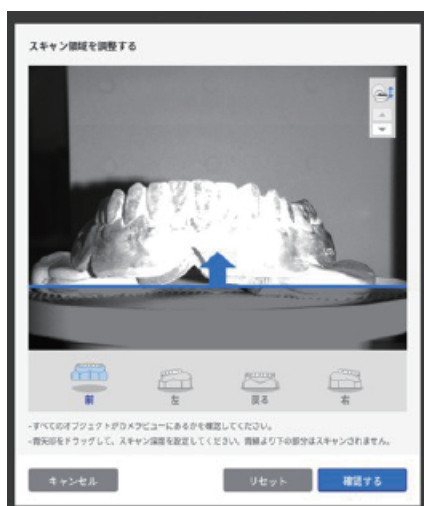 スキャン領域を調整する
前
左
戻る
右
-すべてのオブジェクトがカメラビューにあるかを確認してください。
-青矢印をドラッグして、スキャン深度を設定してください。青線より下の部分はスキャンされません。
キャンセル
リセット
確認する